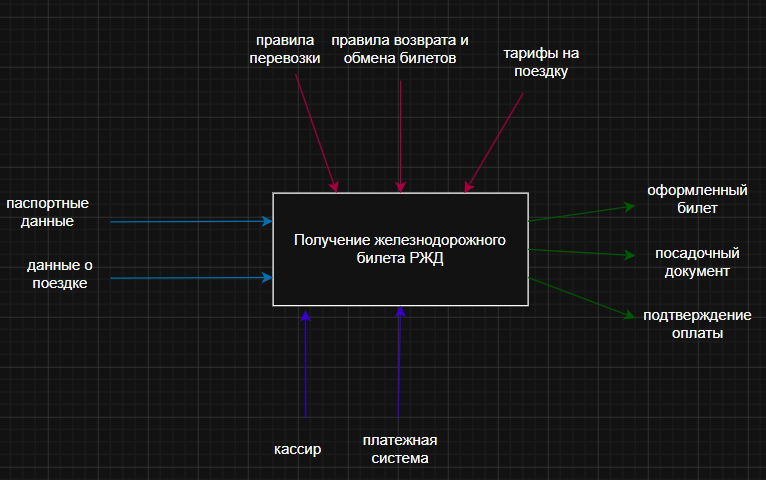 правила
перевозки
правила возврата и
обмена билетов
тарифы на
поездку
паспортные
данные
данные о
поездке
Получение железнодорожного
билета РЖД
оформленный
билет
посадочный
документ
подтверждение
оплаты
кассир
платежная
система